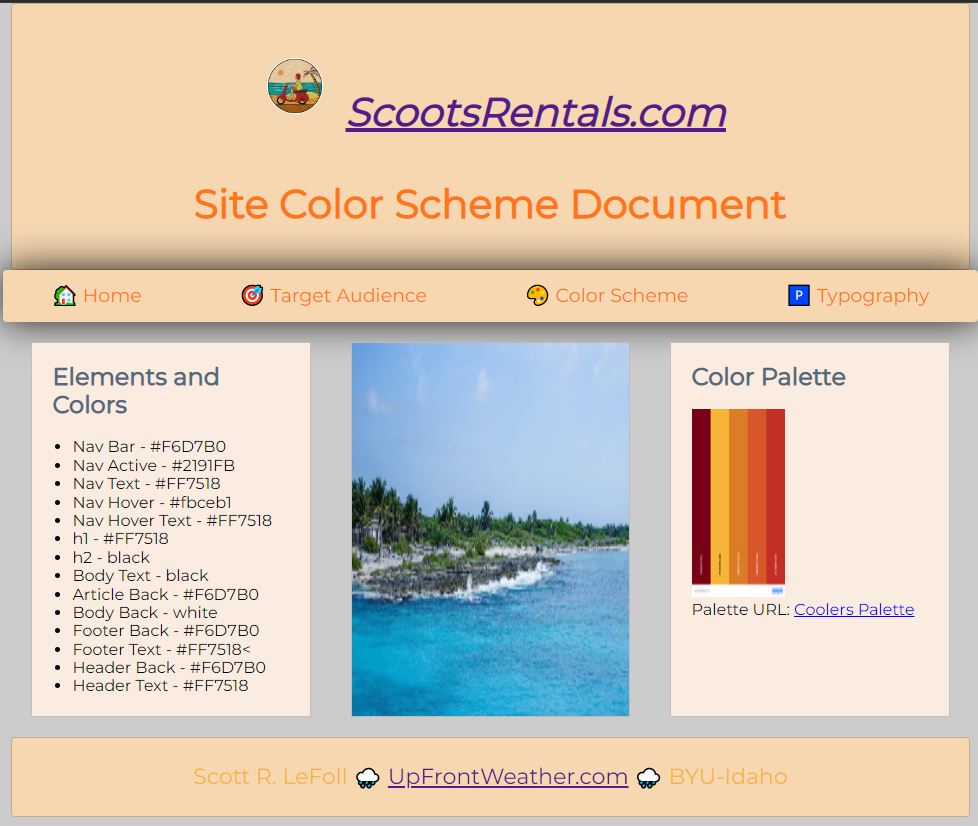 ScootsRentals.com
Site Color Scheme Document
Home
Target Audience
Color Scheme
P Typography
Elements and
Colors
Nav Bar - #F6D7B0
Nav Active - #2191FB
Nav Text - #FF7518
Nav Hover - #fbceb1
Nav Hover Text - #FF7518
h1 - #FF7518
h2 - black
Body Text - black
Article Back - #F6D7B0
Body Back - white
Footer Back - #F6D7B0
Footer Text - #FF7518<
Header Back - #F6D7B0
Header Text - #FF7518
Color Palette
Palette URL: Coolers Palette
Scott R. LeFoll UpFrontWeather.com BYU-Idaho